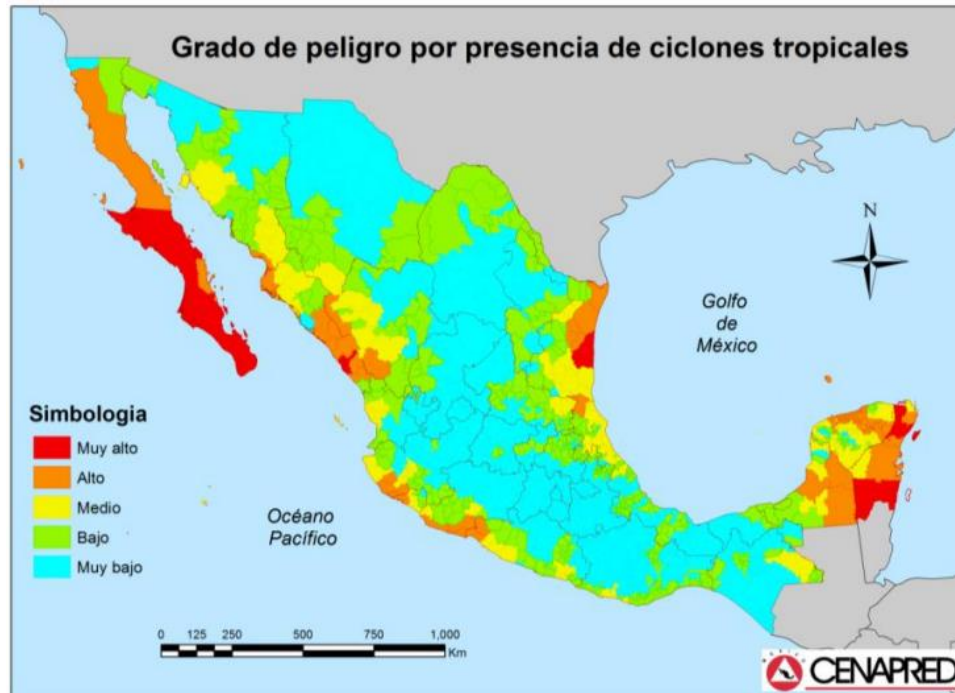 Grado de peligro por presencia de ciclones tropicales
N
Golfo
de
México
Simbologia
Muy alto
Alto
Medio
Bajo
Muy bajo
Océano
Pacífico
0 125 250 500 750 1,000
Km
CENAPRED